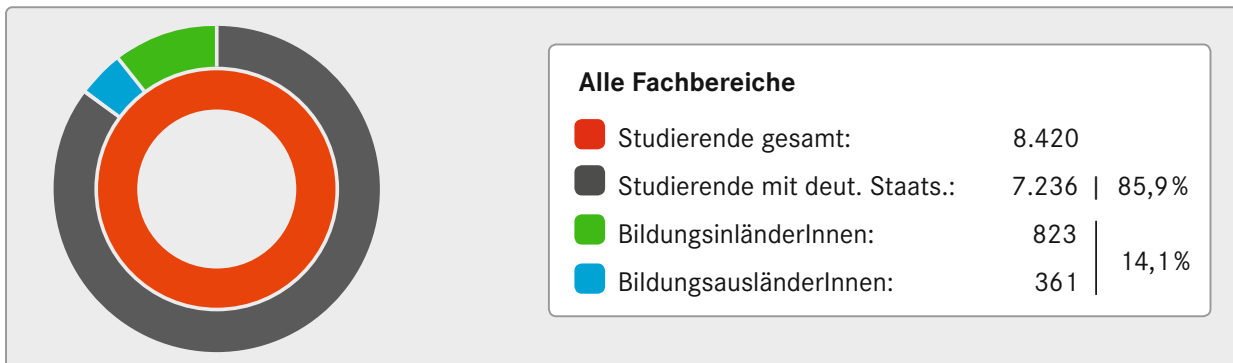 Alle Fachbereiche
Studierende gesamt: 8.420
Studierende mit deut. Staats.: 7.236 | 85,9%
BildungsinländerInnen: 823
14,1%
BildungsausländerInnen: 361